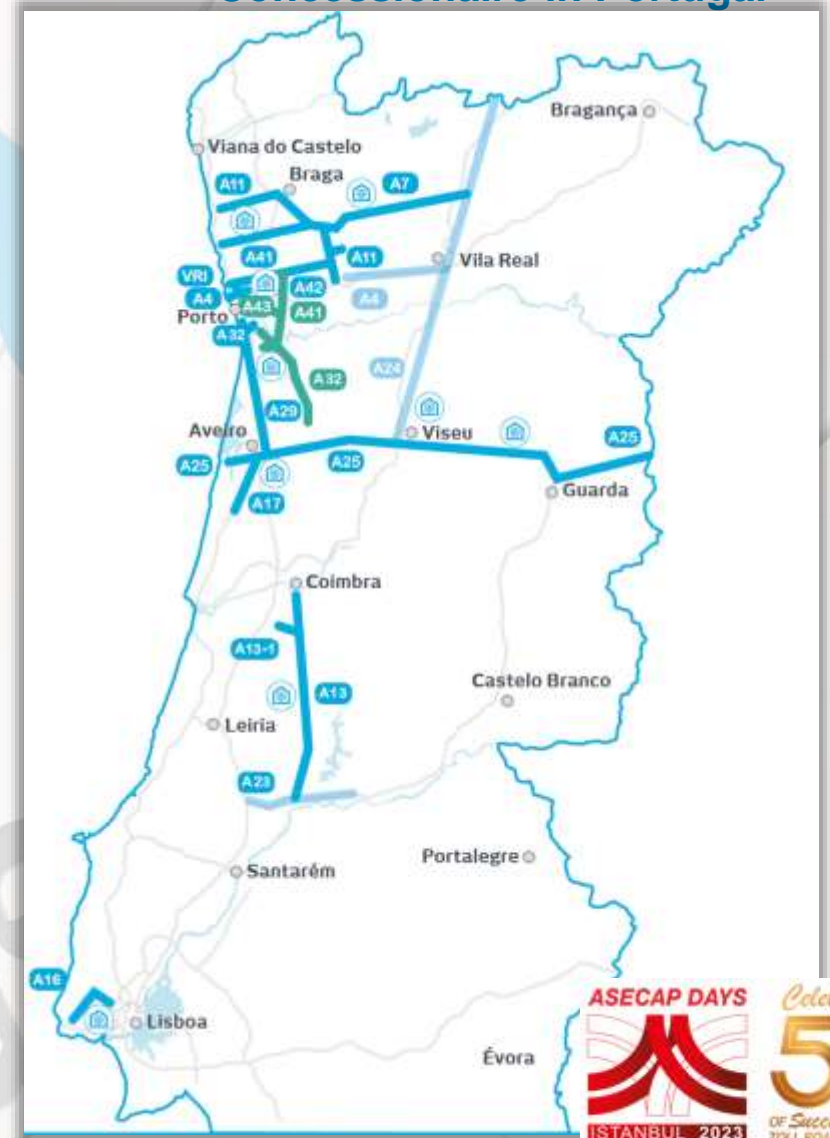 Concessionaire in Portugal
Bragança
Viana do Castelo
Braga
A11
A7
A41
A11
VRI
A42
Vila Real
A4
A43
A41
A4
Porto
A32
A24
A32
A29
Aveiro
Viseu
A25
A25
A25
Guarda
A17
Coimbra
A13-1
A13
Castelo Branco
Leiria
A23
Santarém
Portalegre
A16
Lisboa
Évora
ASECAP DAYS
ISTANBUL 2023
5
OF